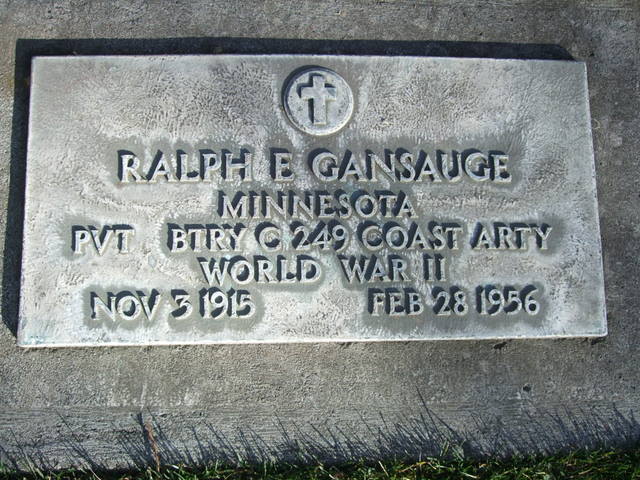 RALPH E GANSAUGE
MINNESOTA
PVT BTRY C 249 COAST ARTY
WORLD WAR II
NOV 3 1915 FEB 28 1956